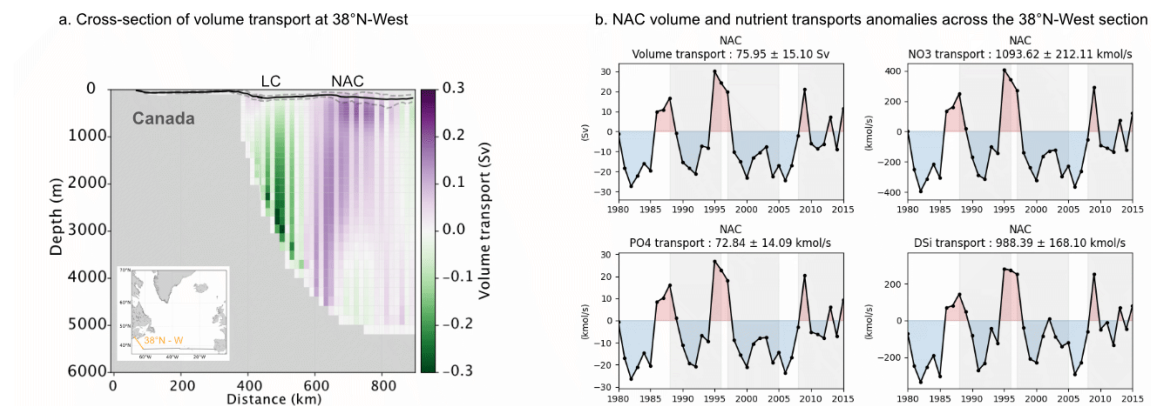 a. Cross-section of volume transport at 38°N-West
LC NAC
Canada
0
1000
2000
3000
4000
5000
6000
Depth (m)
0 200 400 600 800
Distance (km)
0.3
0.2
0.1
0.0
−0.1
−0.2
−0.3
Volume transport (Sv)
70°N
60°N
50°N
40°N
38°N - W
60°W 40°W 20°W
b. NAC volume and nutrient transports anomalies across the 38°N-West section
NAC
Volume transport : 75.95 ± 15.10 Sv
30
20
10
0
−10
−20
−30
(Sv)
1980 1985 1990 1995 2000 2005 2010 2015
NAC
NO3 transport : 1093.62 ± 212.11 kmol/s
400
200
0
−200
−400
(kmol/s)
1980 1985 1990 1995 2000 2005 2010 2015
NAC
PO4 transport : 72.84 ± 14.09 kmol/s
30
20
10
0
−10
−20
−30
(kmol/s)
1980 1985 1990 1995 2000 2005 2010 2015
NAC
DSi transport : 988.39 ± 168.10 kmol/s
200
0
−200
(kmol/s)
1980 1985 1990 1995 2000 2005 2010 2015